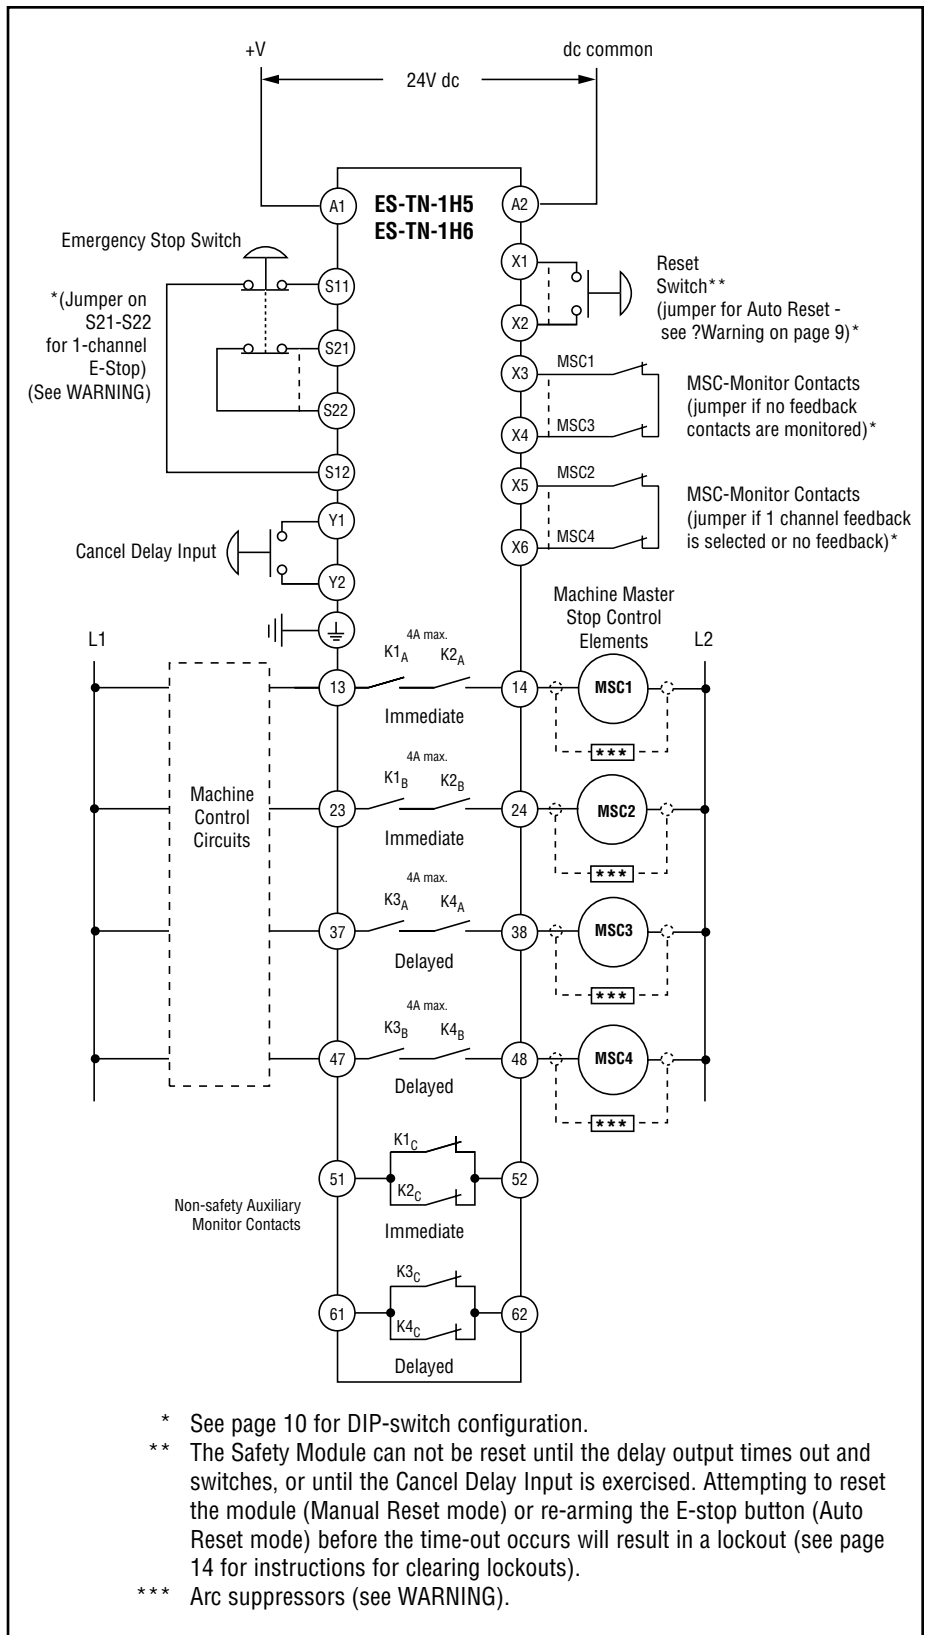 +V
dc common
24V dc
A1
ES-TN-1H5
A2
ES-TN-1H6
Emergency Stop Switch
*(Jumper on
S21-S22
for 1-channel
E-Stop)
(See WARNING)
S11
S21
S22
S12
X1
X2
Reset
Switch**
(jumper for Auto Reset -
see ?Warning on page 9)*
X3
MSC1
X4
MSC3
MSC-Monitor Contacts
(jumper if no feedback
contacts are monitored)*
X5
MSC2
X6
MSC4
MSC-Monitor Contacts
(jumper if 1 channel feedback
is selected or no feedback)*
Cancel Delay Input
Y1
Y2
Machine Master
Stop Control
Elements
L1
L2
Machine
Control
Circuits
4A max.
K1A K2A
13
14
MSC1
Immediate
***
4A max.
K1B K2B
23
24
MSC2
Immediate
***
4A max.
K3A K4A
37
38
MSC3
Delayed
***
4A max.
K3B K4B
47
48
MSC4
Delayed
***
Non-safety Auxiliary
Monitor Contacts
K1C
51
52
K2C
Immediate
K3C
61
62
K4C
Delayed
* See page 10 for DIP-switch configuration.
** The Safety Module can not be reset until the delay output times out and
switches, or until the Cancel Delay Input is exercised. Attempting to reset
the module (Manual Reset mode) or re-arming the E-stop button (Auto
Reset mode) before the time-out occurs will result in a lockout (see page
14 for instructions for clearing lockouts).
*** Arc suppressors (see WARNING).